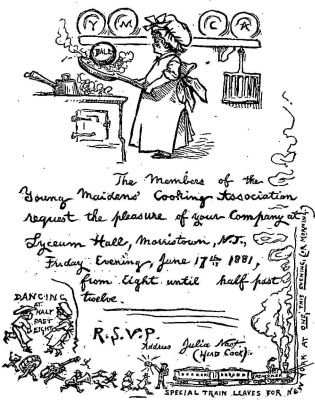 Y M C A
BALL
The Members of the
Young Maidens' Cooking Association
request the pleasure of your Company at
Lyceum Hall, Morristown, N.J.,
Friday Evening, June 17th 1881,
from Eight until half past
twelve.
DANCING
AT
HALF
PAST
EIGHT
R.S.V.P.
Address Julia Nast
(Head Cook).
SPECIAL TRAIN LEAVES FOR NEW YORK AT ONE THIS EVENING (OR MORNING).